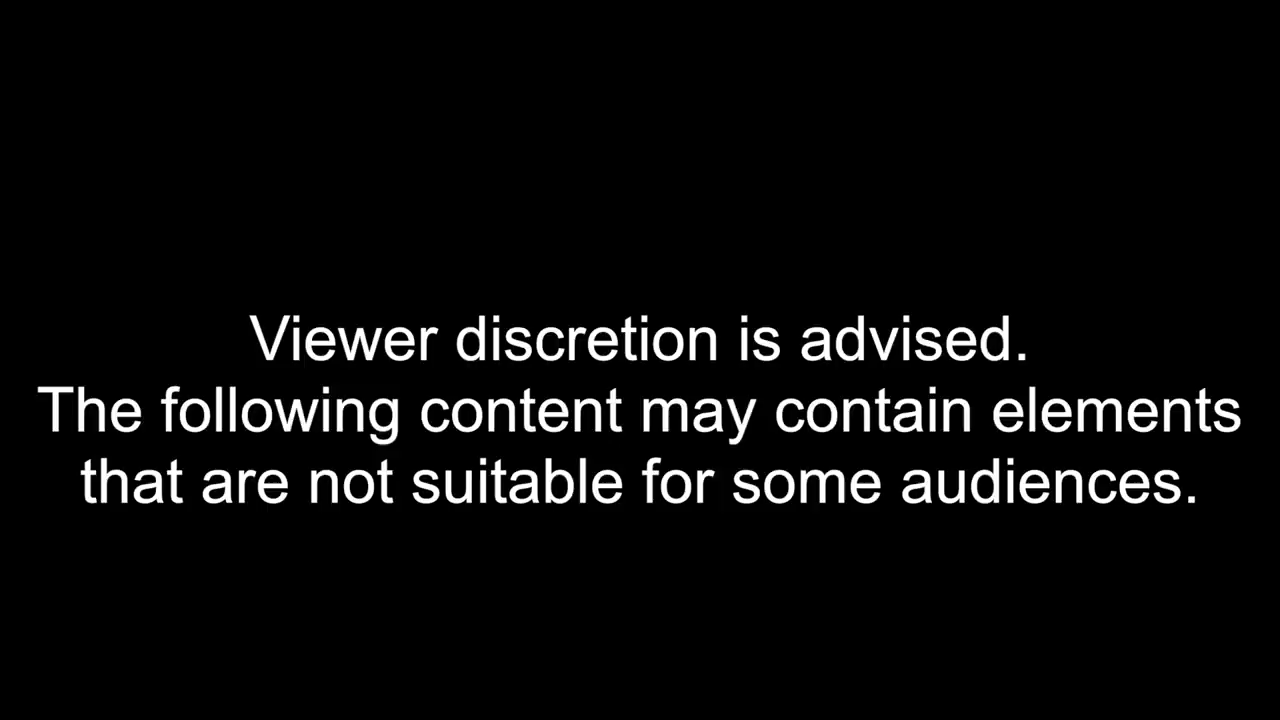 Viewer discretion is advised.
The following content may contain elements
that are not suitable for some audiences.